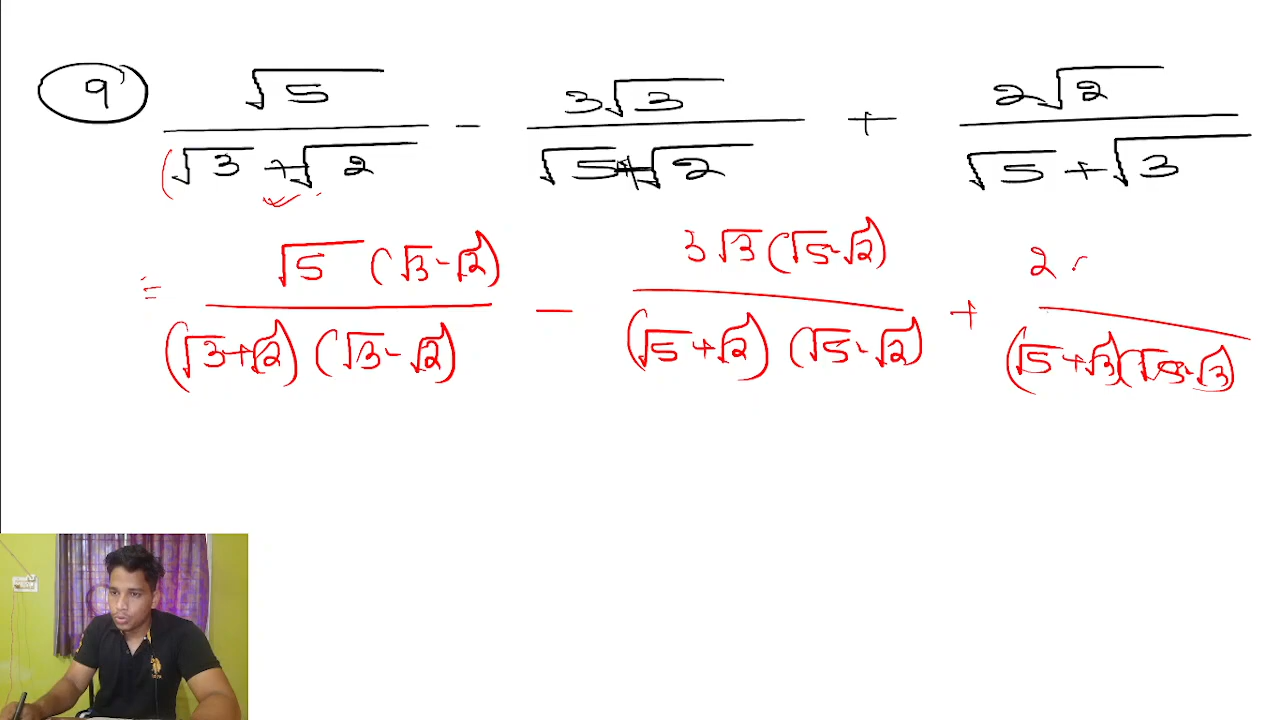 9) √5/(√3+√2) - 3√3/(√5+√2) + 2√2/(√5+√3)
= √5(√3-√2)/(√3+√2)(√3-√2) - 3√3(√5-√2)/(√5+√2)(√5-√2) + 2/(√5+√3)(√5-√3)